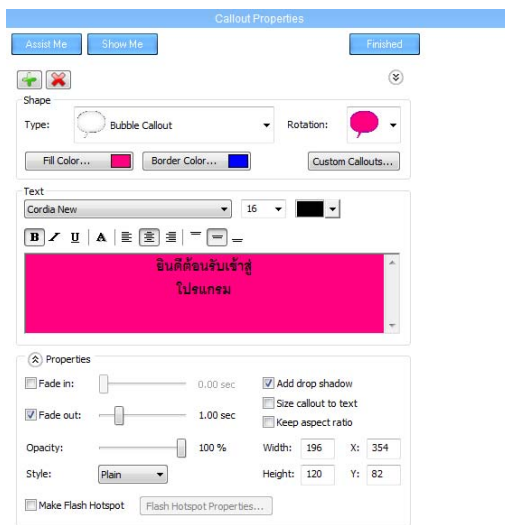 Callout Properties
Assist Me Show Me Finished
Shape
Type: Bubble Callout Rotation:
Fill Color... Border Color... Custom Callouts...
Text
Cordia New 16
B I U A
ยินดีต้อนรับเข้าสู่
โปรแกรม
Properties
Fade in: 0.00 sec Add drop shadow
Size callout to text
Fade out: 1.00 sec Keep aspect ratio
Opacity: 100 % Width: 196 X: 354
Style: Plain Height: 120 Y: 82
Make Flash Hotspot Flash Hotspot Properties...